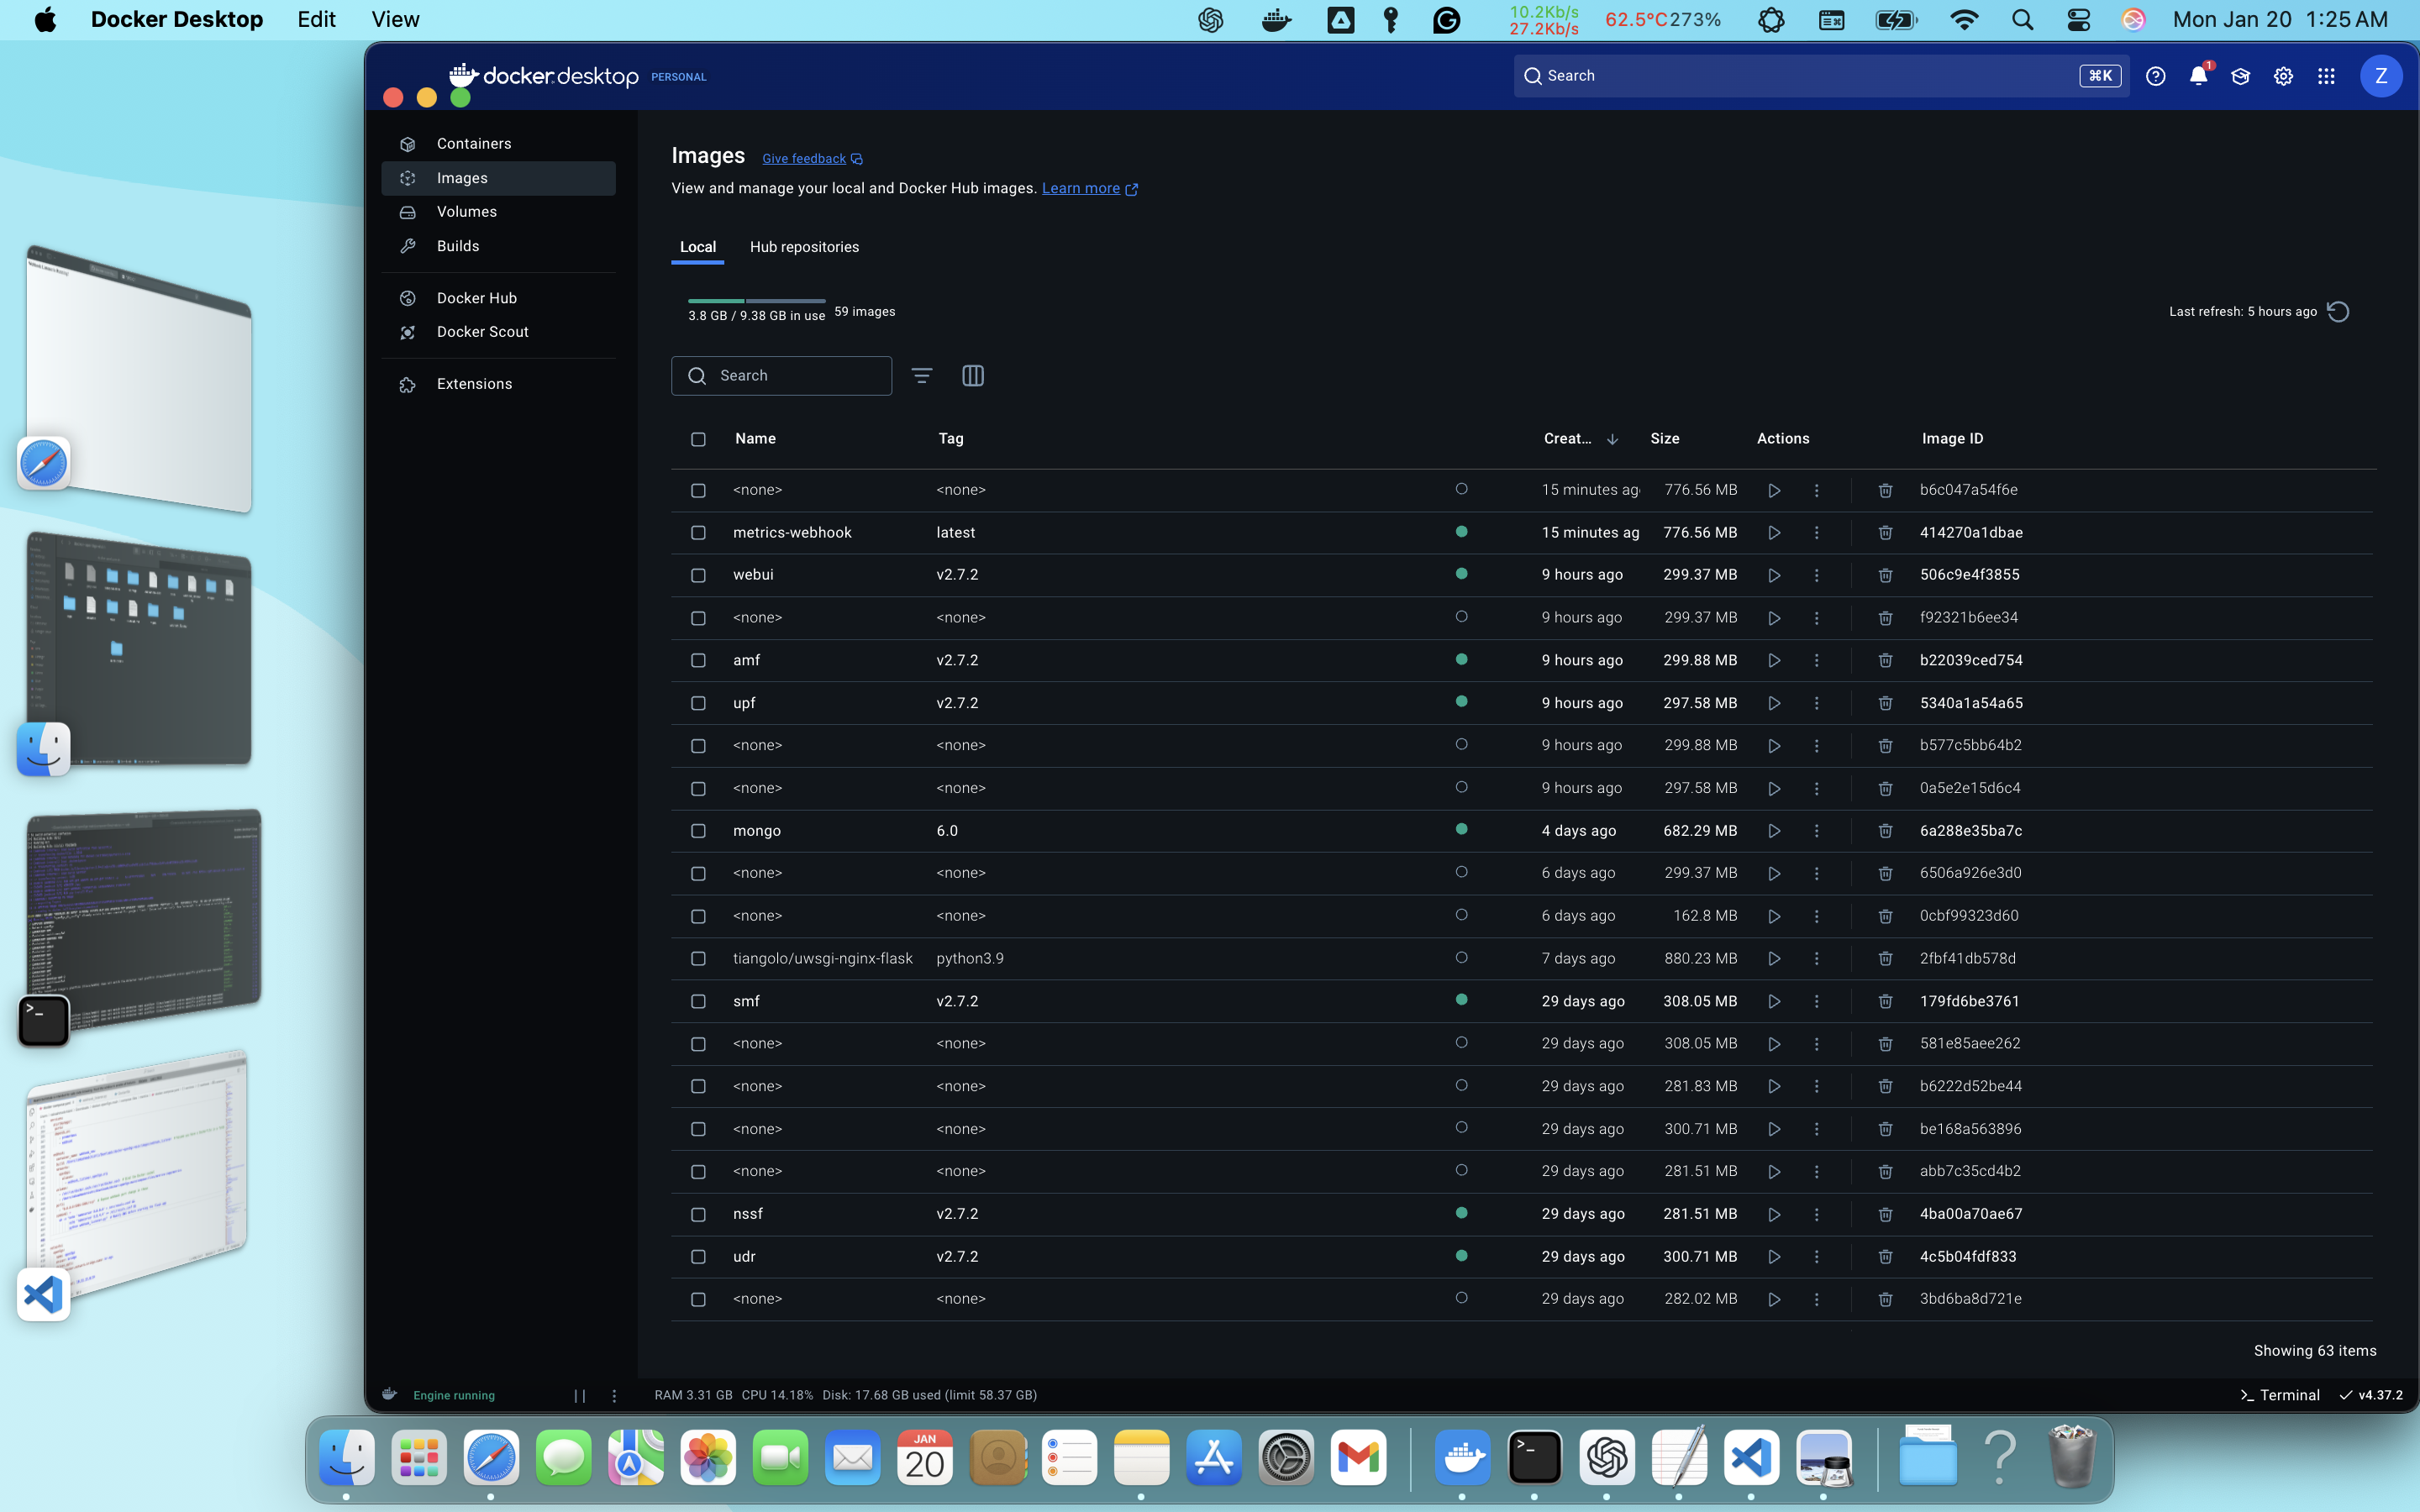 Docker Desktop Edit View 10.2Kb/s 27.2Kb/s 62.5°C 273% Mon Jan 20 1:25 AM
docker desktop PERSONAL Search ⌘K 1 Z
Containers
Images
Volumes
Builds
Docker Hub
Docker Scout
Extensions
Images Give feedback
View and manage your local and Docker Hub images. Learn more
Local Hub repositories
3.8 GB / 9.38 GB in use 59 images Last refresh: 5 hours ago
Search
Name Tag Creat... Size Actions Image ID
<none> <none> 15 minutes ag 776.56 MB b6c047a54f6e
metrics-webhook latest 15 minutes ag 776.56 MB 414270a1dbae
webui v2.7.2 9 hours ago 299.37 MB 506c9e4f3855
<none> <none> 9 hours ago 299.37 MB f92321b6ee34
amf v2.7.2 9 hours ago 299.88 MB b22039ced754
upf v2.7.2 9 hours ago 297.58 MB 5340a1a54a65
<none> <none> 9 hours ago 299.88 MB b577c5bb64b2
<none> <none> 9 hours ago 297.58 MB 0a5e2e15d6c4
mongo 6.0 4 days ago 682.29 MB 6a288e35ba7c
<none> <none> 6 days ago 299.37 MB 6506a926e3d0
<none> <none> 6 days ago 162.8 MB 0cbf99323d60
tiangolo/uwsgi-nginx-flask python3.9 7 days ago 880.23 MB 2fbf41db578d
smf v2.7.2 29 days ago 308.05 MB 179fd6be3761
<none> <none> 29 days ago 308.05 MB 581e85aee262
<none> <none> 29 days ago 281.83 MB b6222d52be44
<none> <none> 29 days ago 300.71 MB be168a563896
<none> <none> 29 days ago 281.51 MB abb7c35cd4b2
nssf v2.7.2 29 days ago 281.51 MB 4ba00a70ae67
udr v2.7.2 29 days ago 300.71 MB 4c5b04fdf833
<none> <none> 29 days ago 282.02 MB 3bd6ba8d721e
Showing 63 items
Engine running RAM 3.31 GB CPU 14.18% Disk: 17.68 GB used (limit 58.37 GB) >_ Terminal v4.37.2
JAN
20